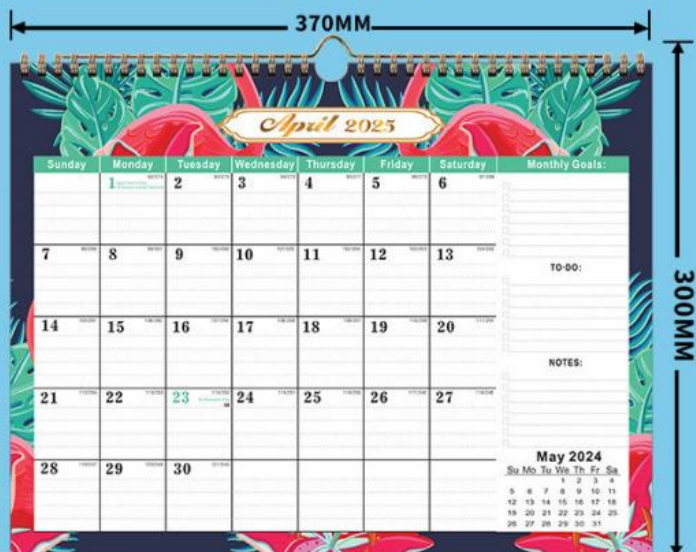 370MM
300MM
April 2025
Sunday Monday Tuesday Wednesday Thursday Friday Saturday Monthly Goals:
1 2 3 4 5 6
7 8 9 10 11 12 13
TO-DO:
14 15 16 17 18 19 20
NOTES:
21 22 23 24 25 26 27
28 29 30
May 2024
Su Mo Tu We Th Fr Sa
1 2 3 4
5 6 7 8 9 10 11
12 13 14 15 16 17 18
19 20 21 22 23 24 25
26 27 28 29 30 31